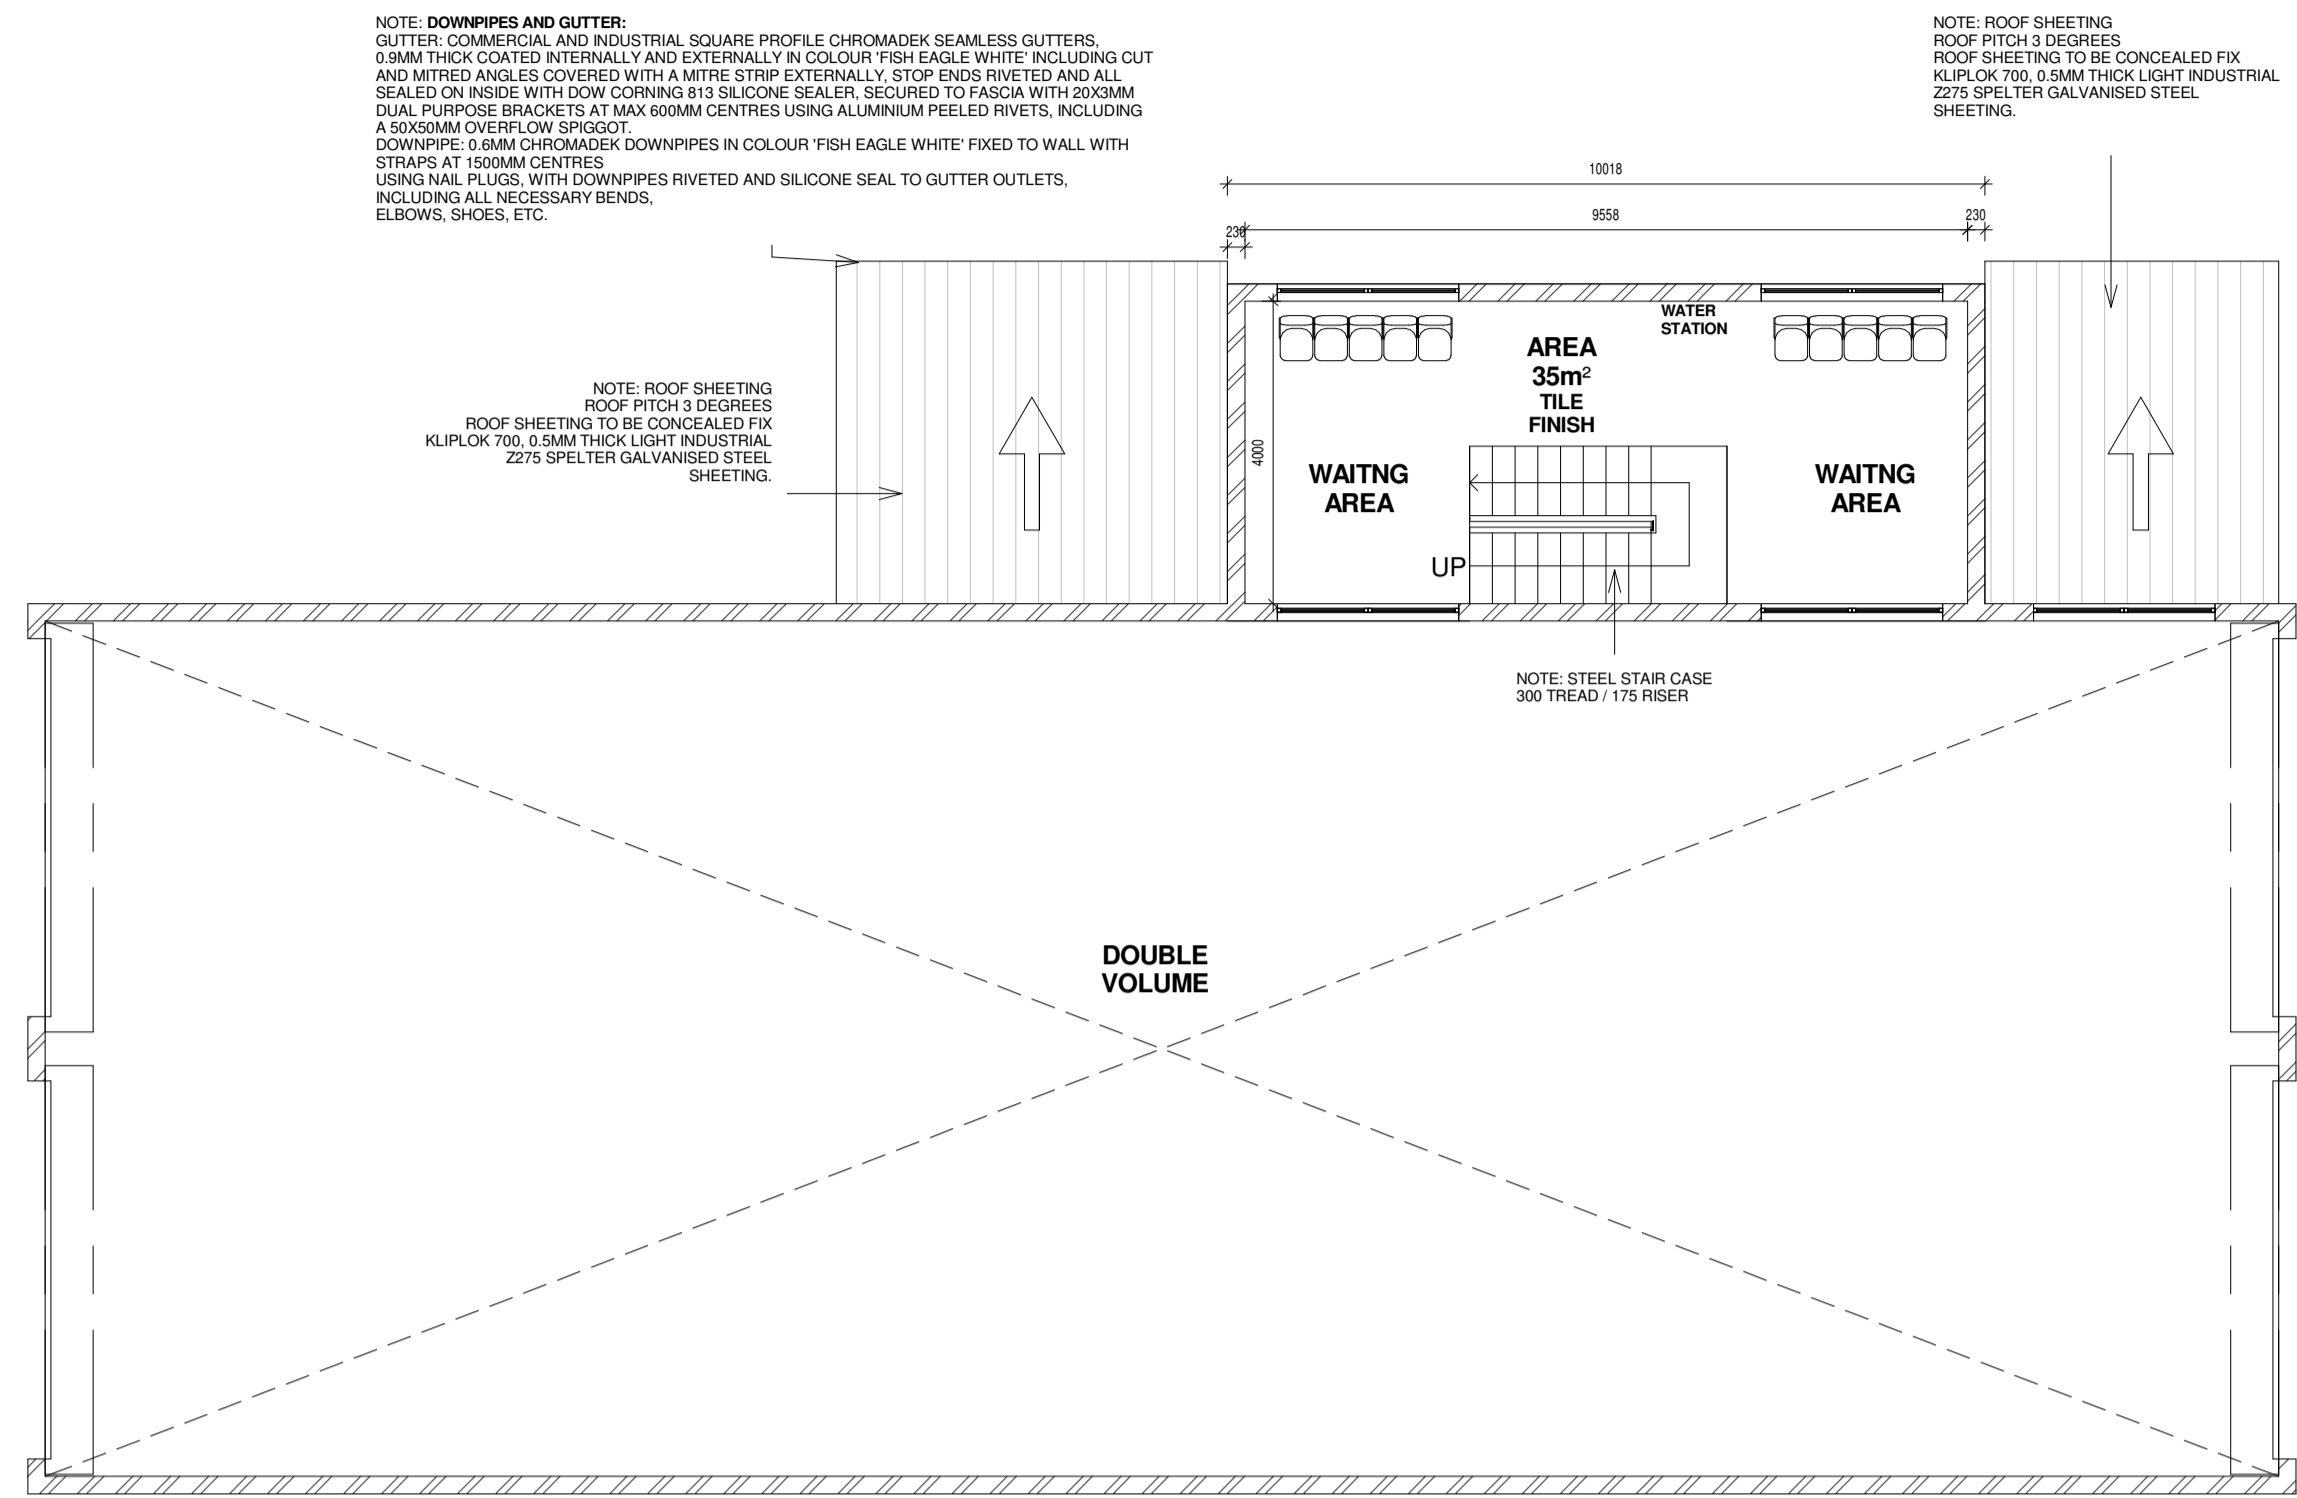 NOTE: DOWNPIPES AND GUTTER:
GUTTER: COMMERCIAL AND INDUSTRIAL SQUARE PROFILE CHROMADEK SEAMLESS GUTTERS,
0.9MM THICK COATED INTERNALLY AND EXTERNALLY IN COLOUR 'FISH EAGLE WHITE' INCLUDING CUT
AND MITRED ANGLES COVERED WITH A MITRE STRIP EXTERNALLY, STOP ENDS RIVETED AND ALL
SEALED ON INSIDE WITH DOW CORNING 813 SILICONE SEALER, SECURED TO FASCIA WITH 20X3MM
DUAL PURPOSE BRACKETS AT MAX 600MM CENTRES USING ALUMINIUM PEELED RIVETS, INCLUDING
A 50X50MM OVERFLOW SPIGGOT.
DOWNPIPE: 0.6MM CHROMADEK DOWNPIPES IN COLOUR 'FISH EAGLE WHITE' FIXED TO WALL WITH
STRAPS AT 1500MM CENTRES
USING NAIL PLUGS, WITH DOWNPIPES RIVETED AND SILICONE SEAL TO GUTTER OUTLETS,
INCLUDING ALL NECESSARY BENDS,
ELBOWS, SHOES, ETC.
NOTE: ROOF SHEETING
ROOF PITCH 3 DEGREES
ROOF SHEETING TO BE CONCEALED FIX
KLIPLOK 700, 0.5MM THICK LIGHT INDUSTRIAL
Z275 SPELTER GALVANISED STEEL
SHEETING.
10018
9558
230
230
WATER
STATION
AREA
35m²
TILE
FINISH
NOTE: ROOF SHEETING
ROOF PITCH 3 DEGREES
ROOF SHEETING TO BE CONCEALED FIX
KLIPLOK 700, 0.5MM THICK LIGHT INDUSTRIAL
Z275 SPELTER GALVANISED STEEL
SHEETING.
4000
WAITNG
AREA
WAITNG
AREA
UP
NOTE: STEEL STAIR CASE
300 TREAD / 175 RISER
DOUBLE
VOLUME